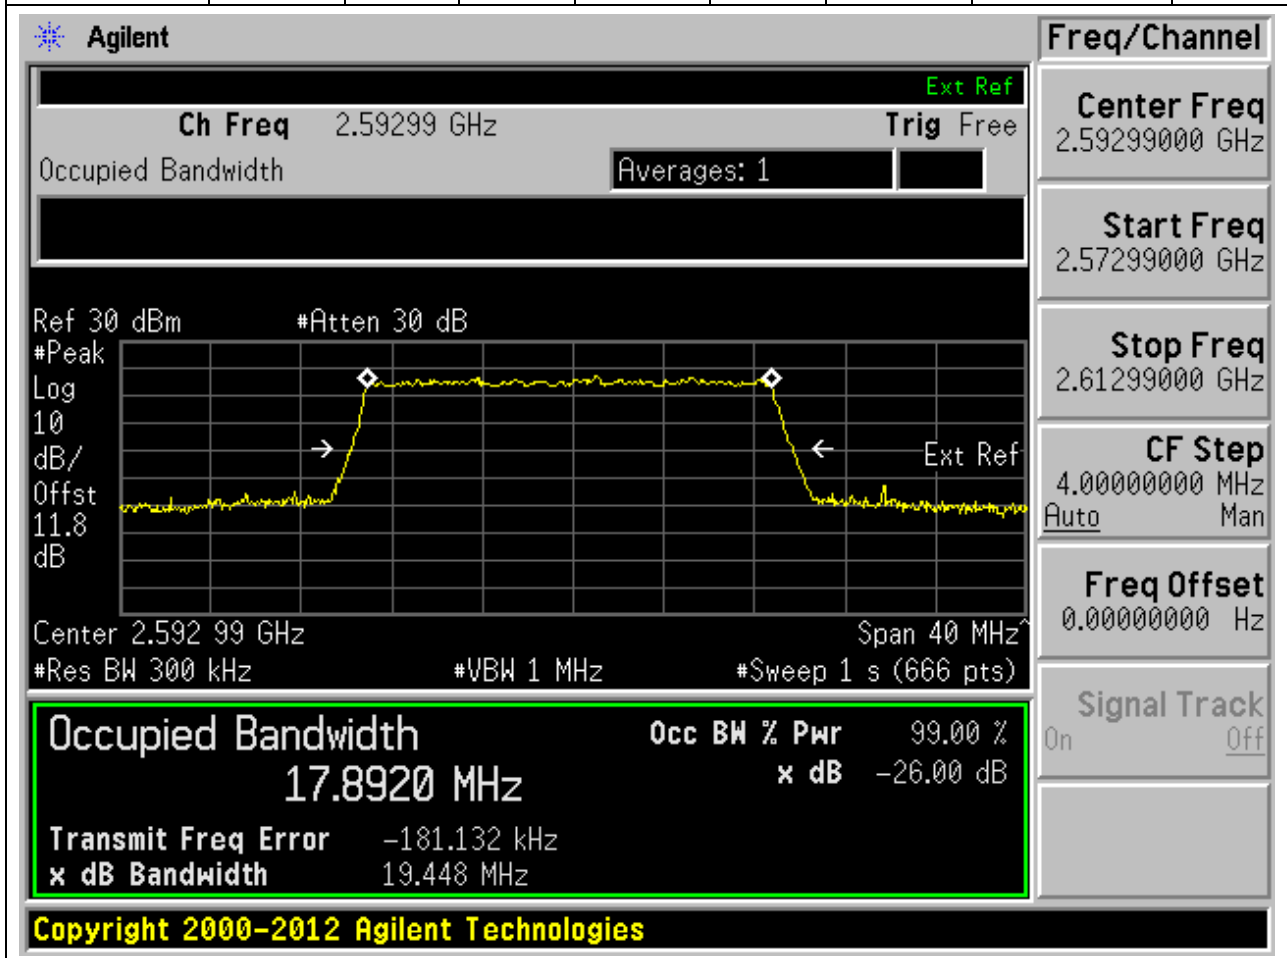 Agilent
Freq/Channel
Ext Ref
Ch Freq 2.59299 GHz Trig Free
Occupied Bandwidth Averages: 1
Center Freq
2.59299000 GHz
Start Freq
2.57299000 GHz
Stop Freq
2.61299000 GHz
CF Step
4.00000000 MHz
Auto Man
Freq Offset
0.00000000 Hz
Signal Track
On Off
Ref 30 dBm #Atten 30 dB
#Peak
Log
10
dB/
Offst
11.8
dB
Ext Ref
Center 2.592 99 GHz Span 40 MHz^
#Res BW 300 kHz #VBW 1 MHz #Sweep 1 s (666 pts)
Occupied Bandwidth Occ BW % Pwr 99.00 %
17.8920 MHz x dB -26.00 dB
Transmit Freq Error -181.132 kHz
x dB Bandwidth 19.448 MHz
Copyright 2000-2012 Agilent Technologies